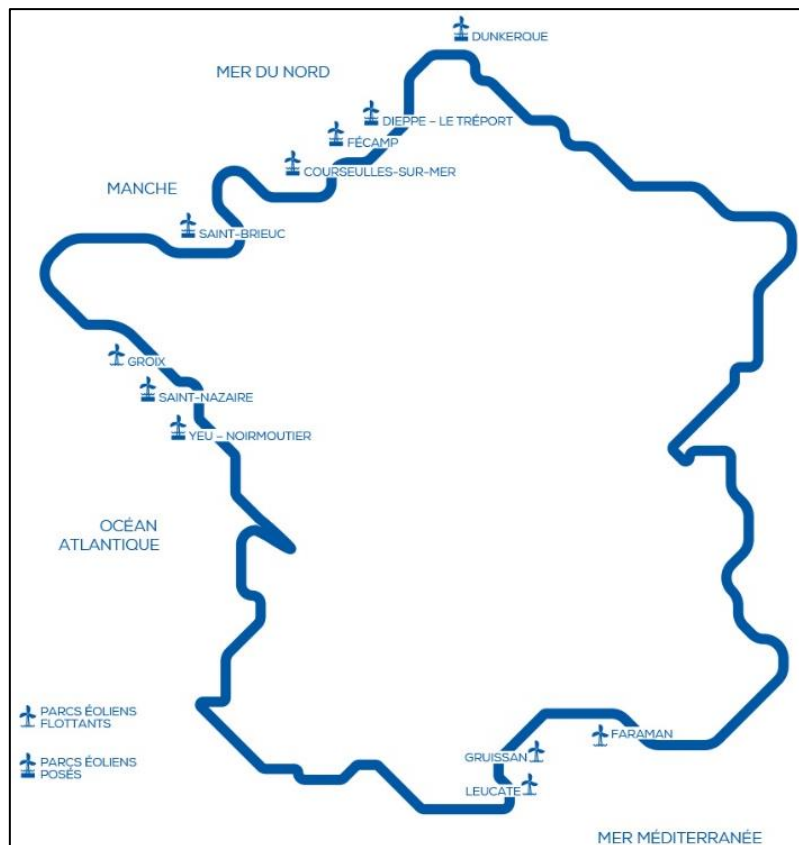 DUNKERQUE
MER DU NORD
DIEPPE – LE TRÉPORT
FÉCAMP
COURSEULLES-SUR-MER
MANCHE
SAINT-BRIEUC
GROIX
SAINT-NAZAIRE
YEU – NOIRMOUTIER
OCÉAN
ATLANTIQUE
PARCS ÉOLIENS
FLOTTANTS
FARAMAN
GRUISSAN
PARCS ÉOLIENS
POSÉS
LEUCATE
MER MÉDITERRANÉE